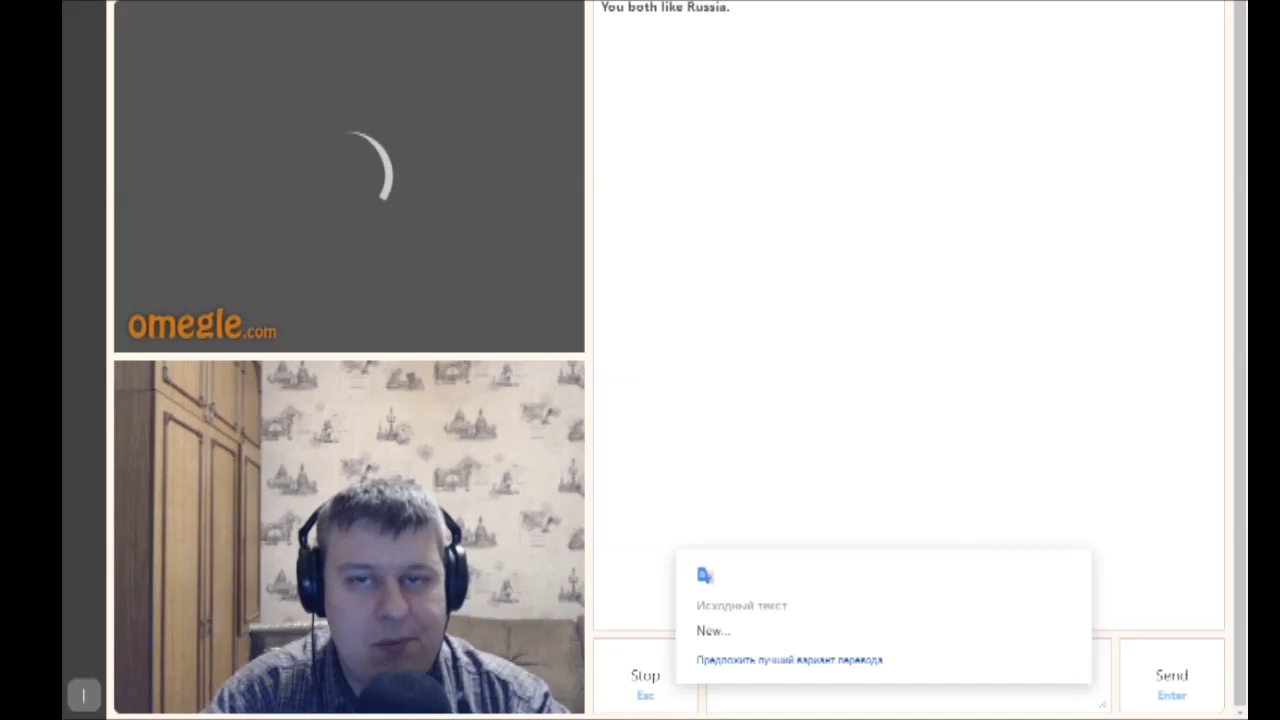 You both like Russia.
omegle.com
Исходный текст
New...
Предложить лучший вариант перевода
Stop
Esc
Send
Enter